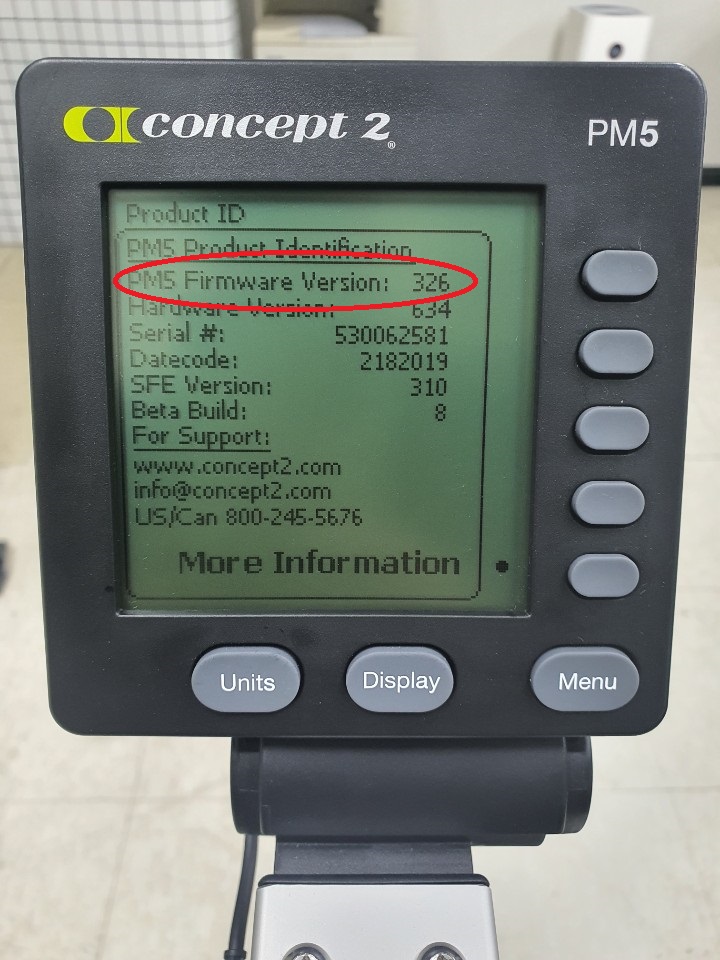 concept 2®
PM5
Product ID
PM5 Product Identification
PM5 Firmware Version: 326
Hardware Version: 634
Serial #: 530062581
Datecode: 2182019
SFE Version: 310
Beta Build: 8
For Support:
www.concept2.com
info@concept2.com
US/Can 800-245-5676
More Information
Units
Display
Menu